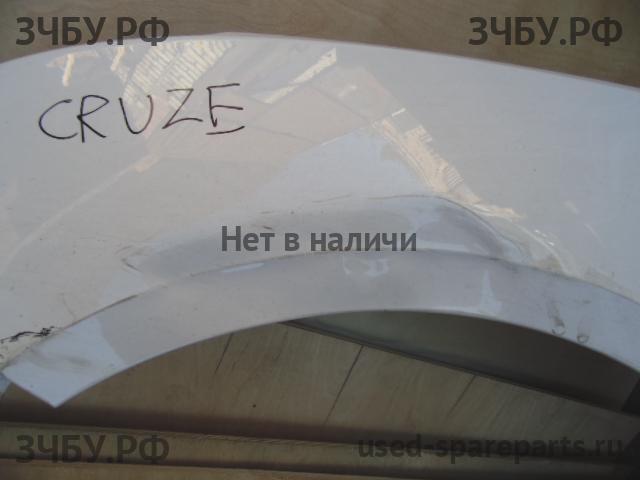 ЗЧБУ.РФ ЗЧБУ.РФ
CRUZE
Нет в наличи
ЗЧБУ.РФ used-spareparts.ru